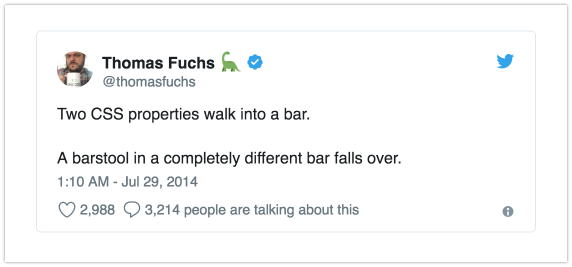 Thomas Fuchs 🦕
@thomasfuchs
Two CSS properties walk into a bar.
A barstool in a completely different bar falls over.
1:10 AM - Jul 29, 2014
2,988 3,214 people are talking about this